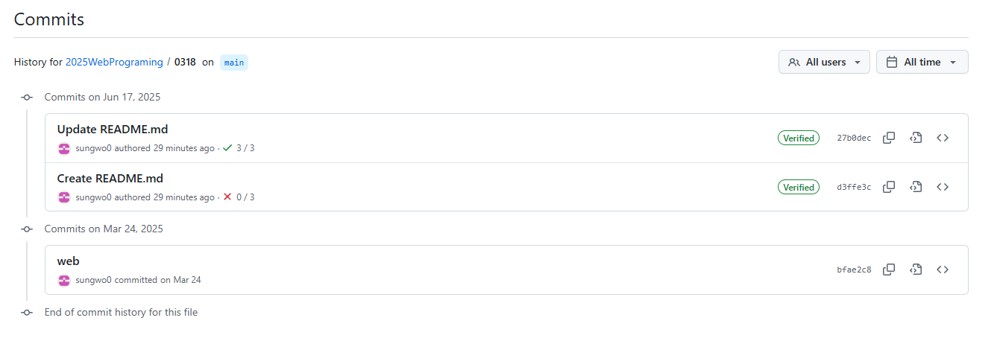 Commits
History for 2025WebPrograming / 0318 on main
All users
All time
Commits on Jun 17, 2025
Update README.md
sungwo0 authored 29 minutes ago · 3 / 3
Verified
27b0dec
Create README.md
sungwo0 authored 29 minutes ago · 0 / 3
Verified
d3ffe3c
Commits on Mar 24, 2025
web
sungwo0 committed on Mar 24
bfae2c8
End of commit history for this file